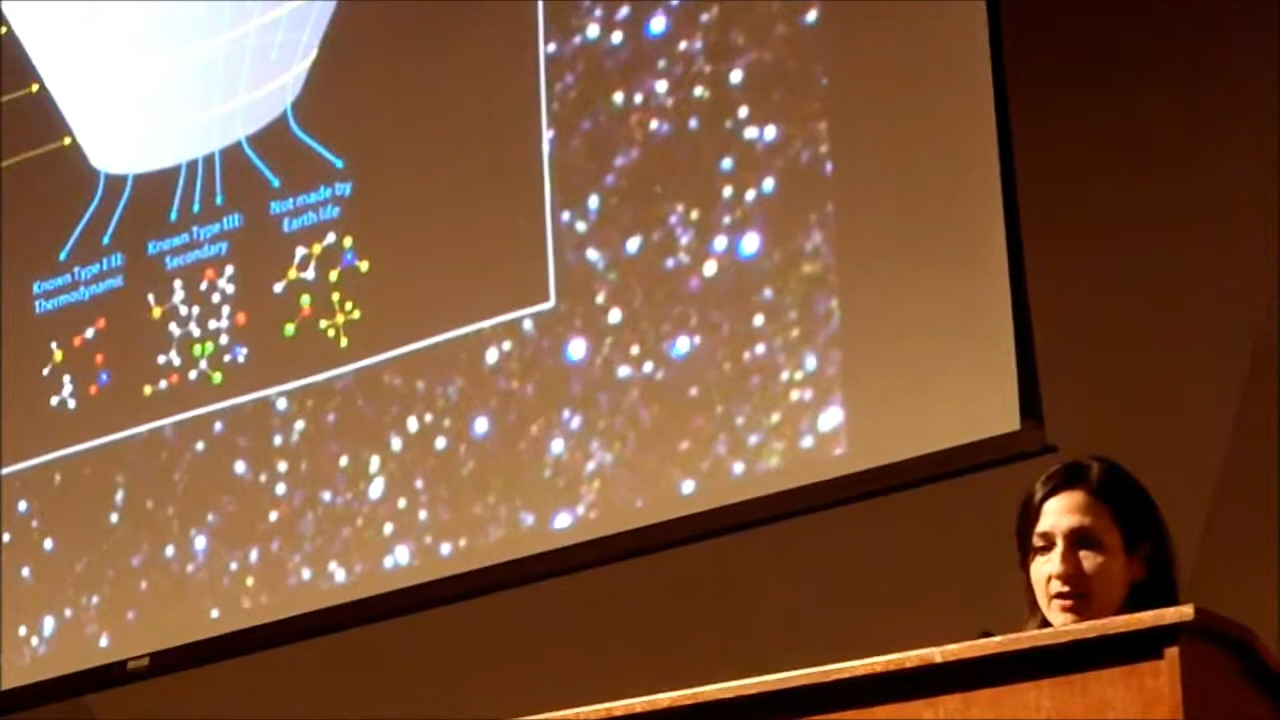 Known Type I II:
Thermodynamic
Known Type III:
Secondary
Not made by
Earth life